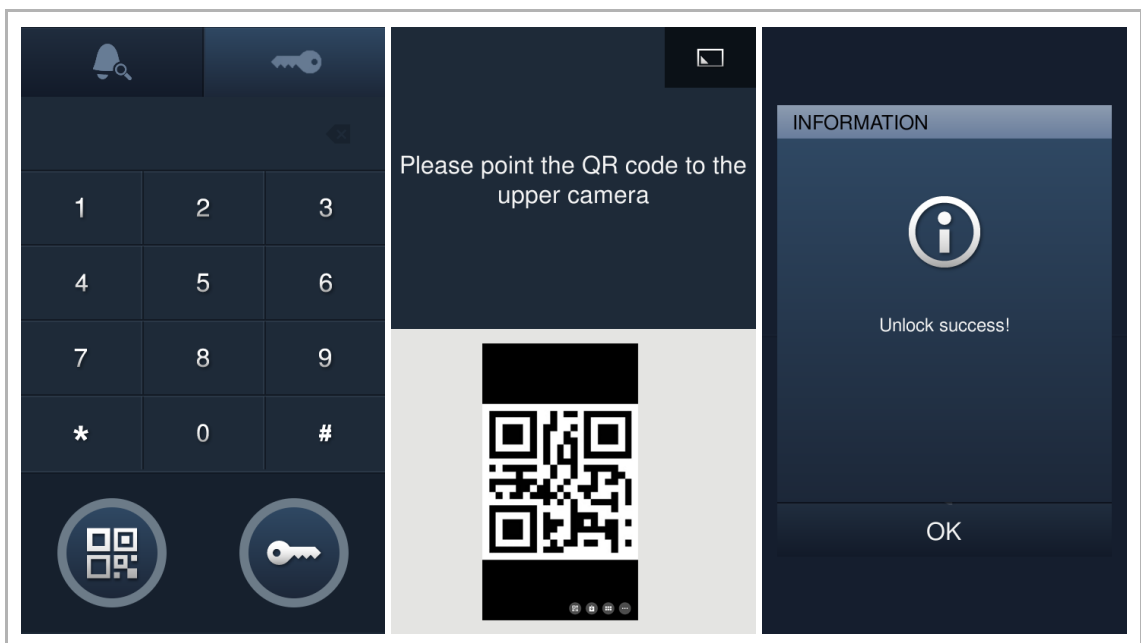 1 2 3
4 5 6
7 8 9
* 0 #
Please point the QR code to the
upper camera
INFORMATION
Unlock success!
OK